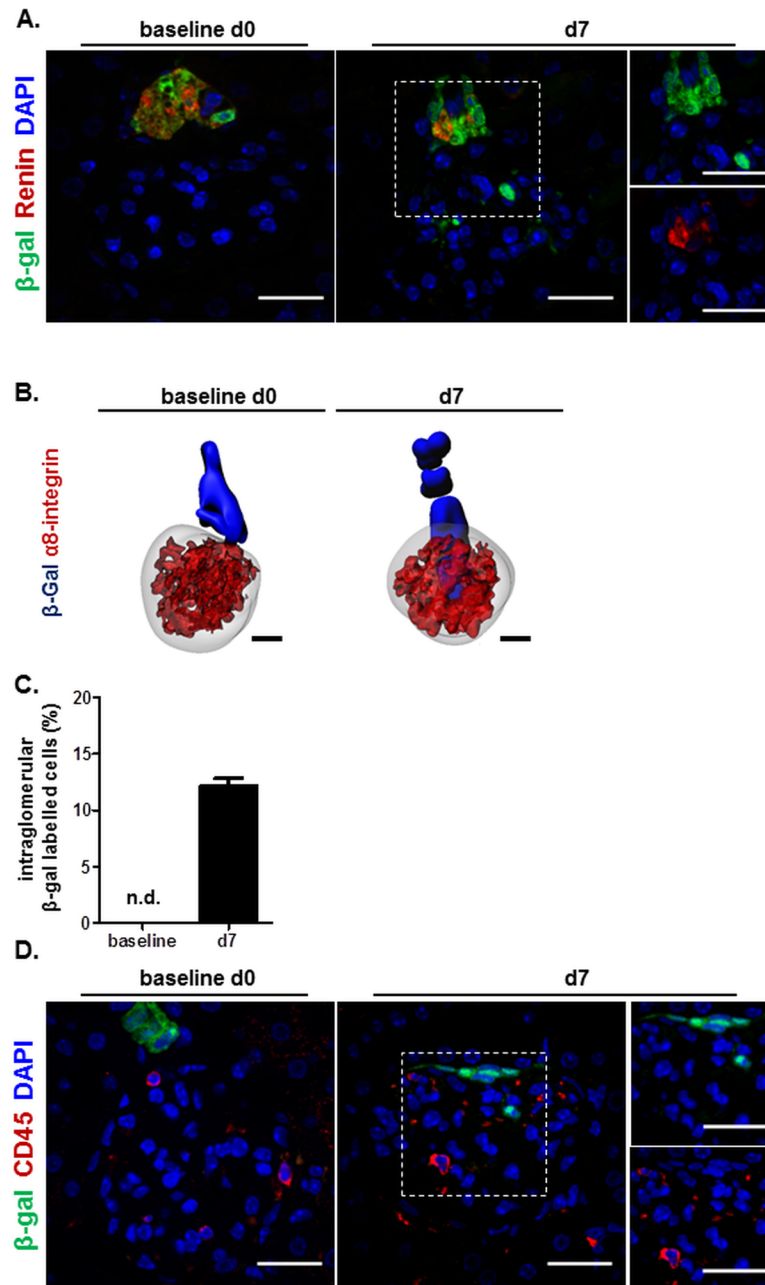 A.
baseline d0 d7
β-gal Renin DAPI
B.
baseline d0 d7
β-Gal α8-integrin
C.
intraglomerular
β-gal labelled cells (%)
20
15
10
5
0
n.d.
baseline d7
D.
baseline d0 d7
β-gal CD45 DAPI